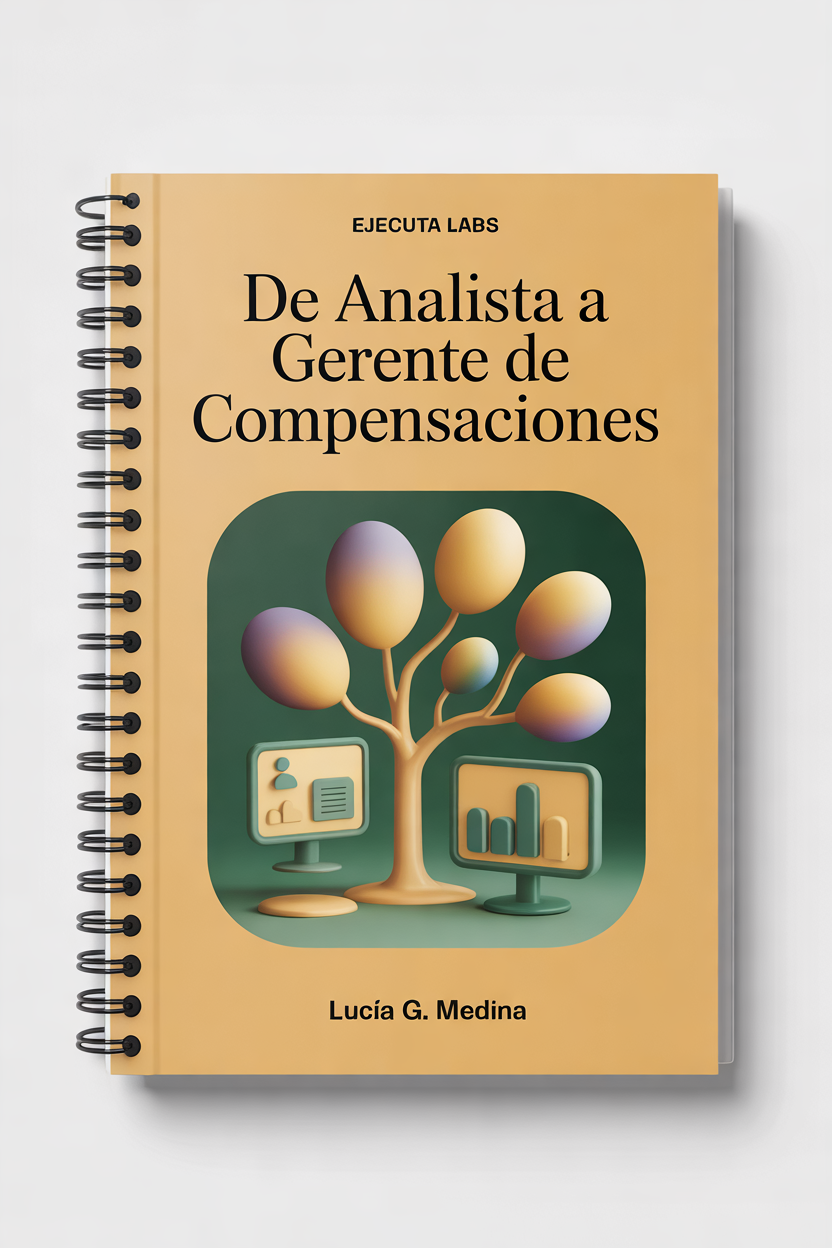 EJECUTA LABS
De Analista a
Gerente de
Compensaciones
Lucía G. Medina